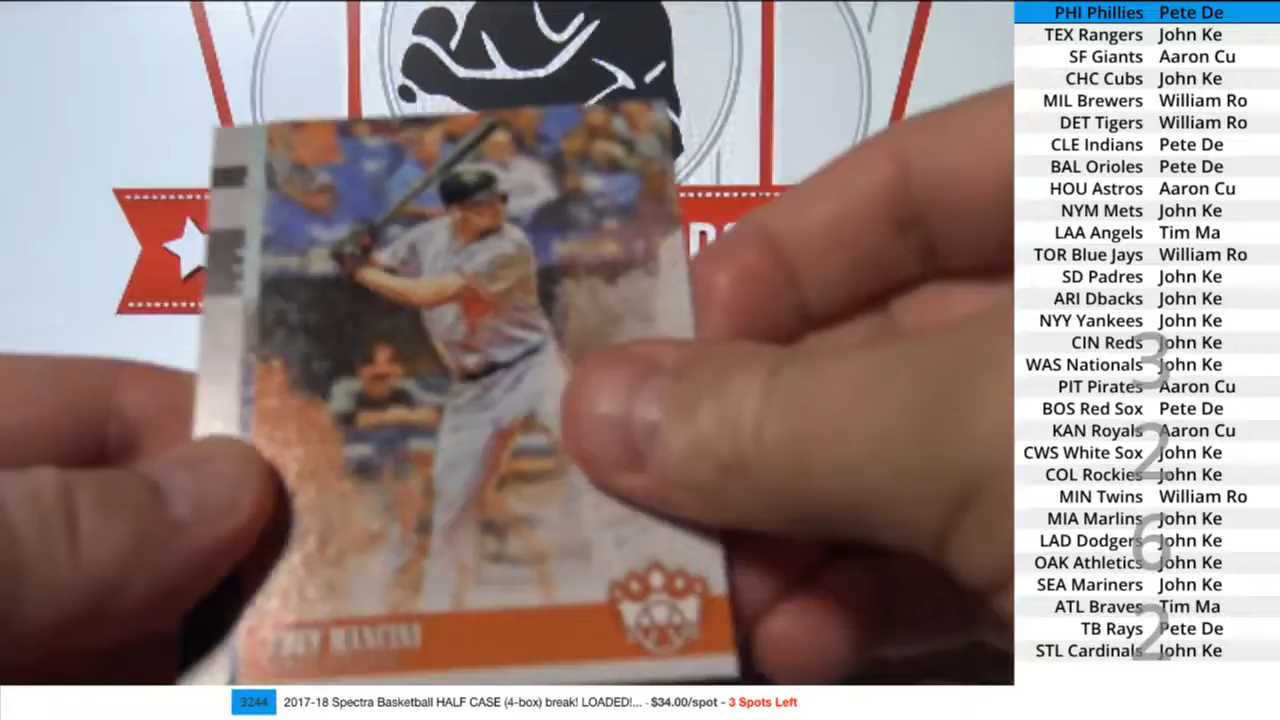 TREY MANCINI
PHI Phillies Pete De
TEX Rangers John Ke
SF Giants Aaron Cu
CHC Cubs John Ke
MIL Brewers William Ro
DET Tigers William Ro
CLE Indians Pete De
BAL Orioles Pete De
HOU Astros Aaron Cu
NYM Mets John Ke
LAA Angels Tim Ma
TOR Blue Jays William Ro
SD Padres John Ke
ARI Dbacks John Ke
NYY Yankees John Ke
CIN Reds John Ke
WAS Nationals John Ke
PIT Pirates Aaron Cu
BOS Red Sox Pete De
KAN Royals Aaron Cu
CWS White Sox John Ke
COL Rockies John Ke
MIN Twins William Ro
MIA Marlins John Ke
LAD Dodgers John Ke
OAK Athletics John Ke
SEA Mariners John Ke
ATL Braves Tim Ma
TB Rays Pete De
STL Cardinals John Ke
3
2
6
2
3244 2017-18 Spectra Basketball HALF CASE (4-box) break! LOADED!... - $34.00/spot - 3 Spots Left